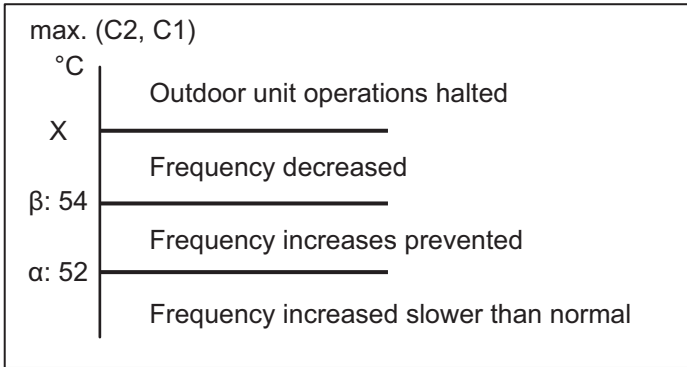 max. (C2, C1)
°C
Outdoor unit operations halted
X
Frequency decreased
β: 54
Frequency increases prevented
α: 52
Frequency increased slower than normal